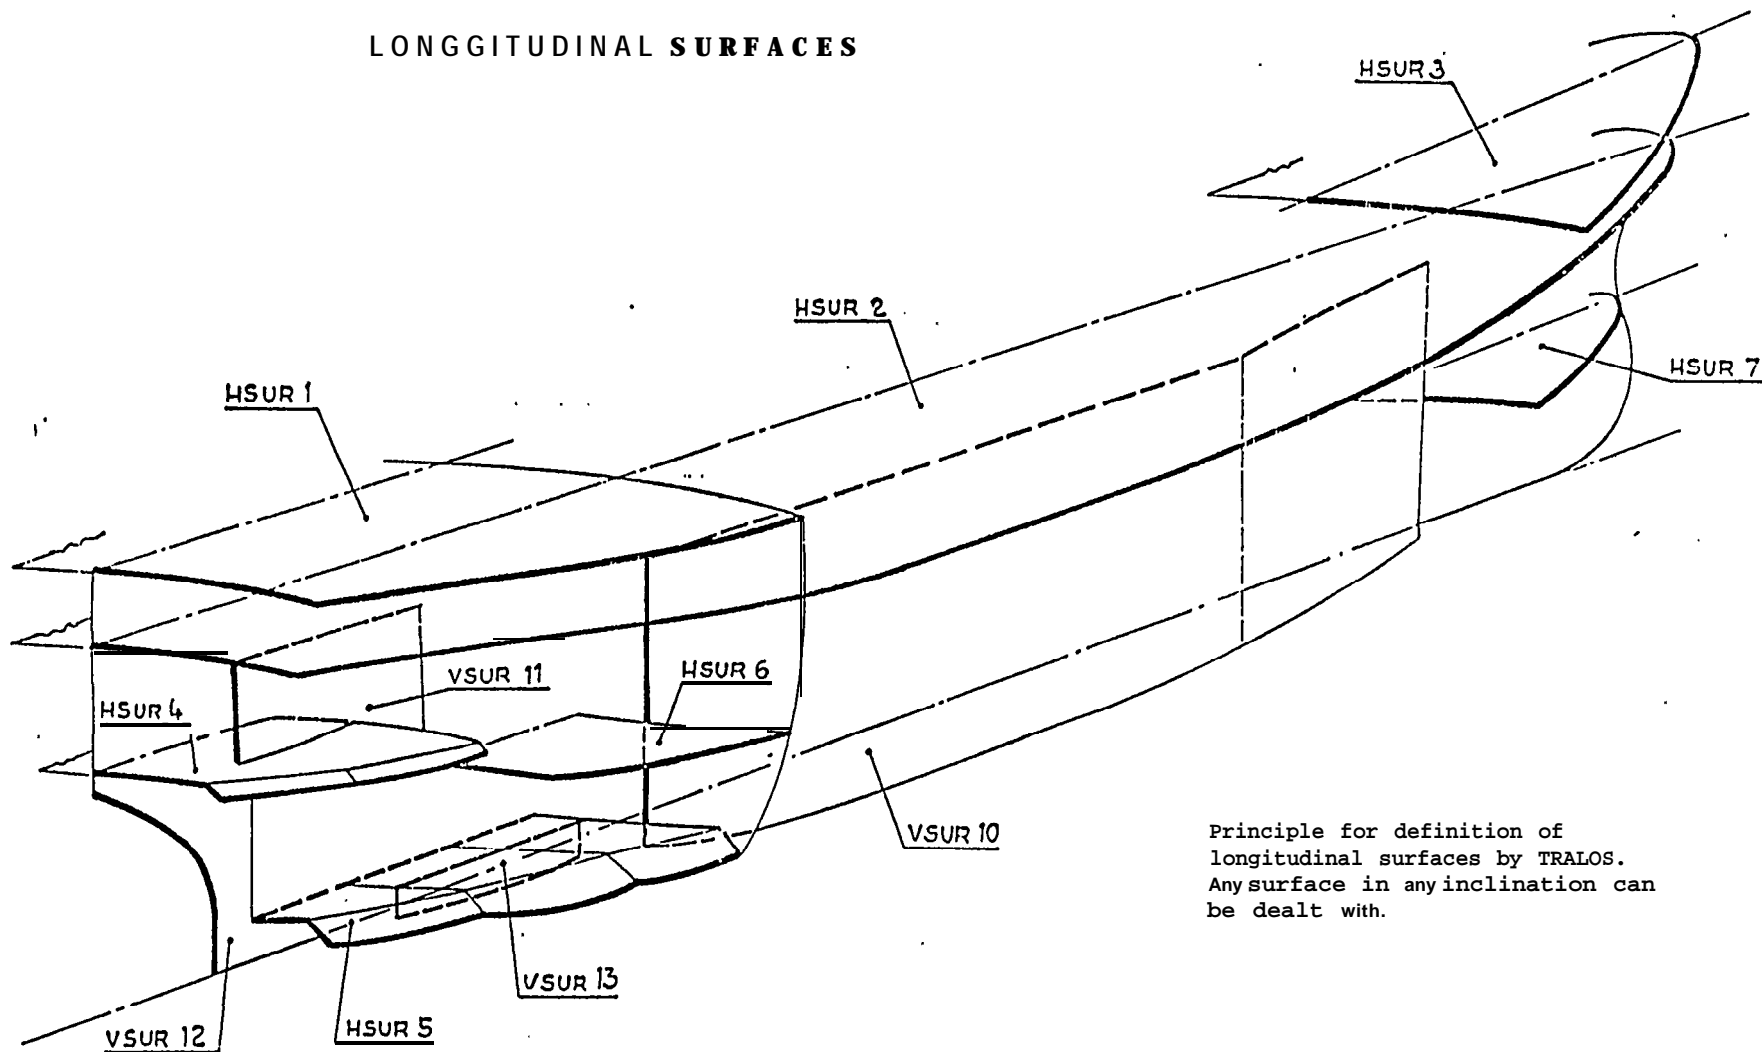 LONGGITUDINAL SURFACES
HSUR 3
HSUR 2
HSUR 7
HSUR 1
VSUR 11
HSUR 6
HSUR 4
VSUR 10
Principle for definition of
longitudinal surfaces by TRALOS.
Any surface in any inclination can
be dealt with.
VSUR 13
VSUR 12
HSUR 5